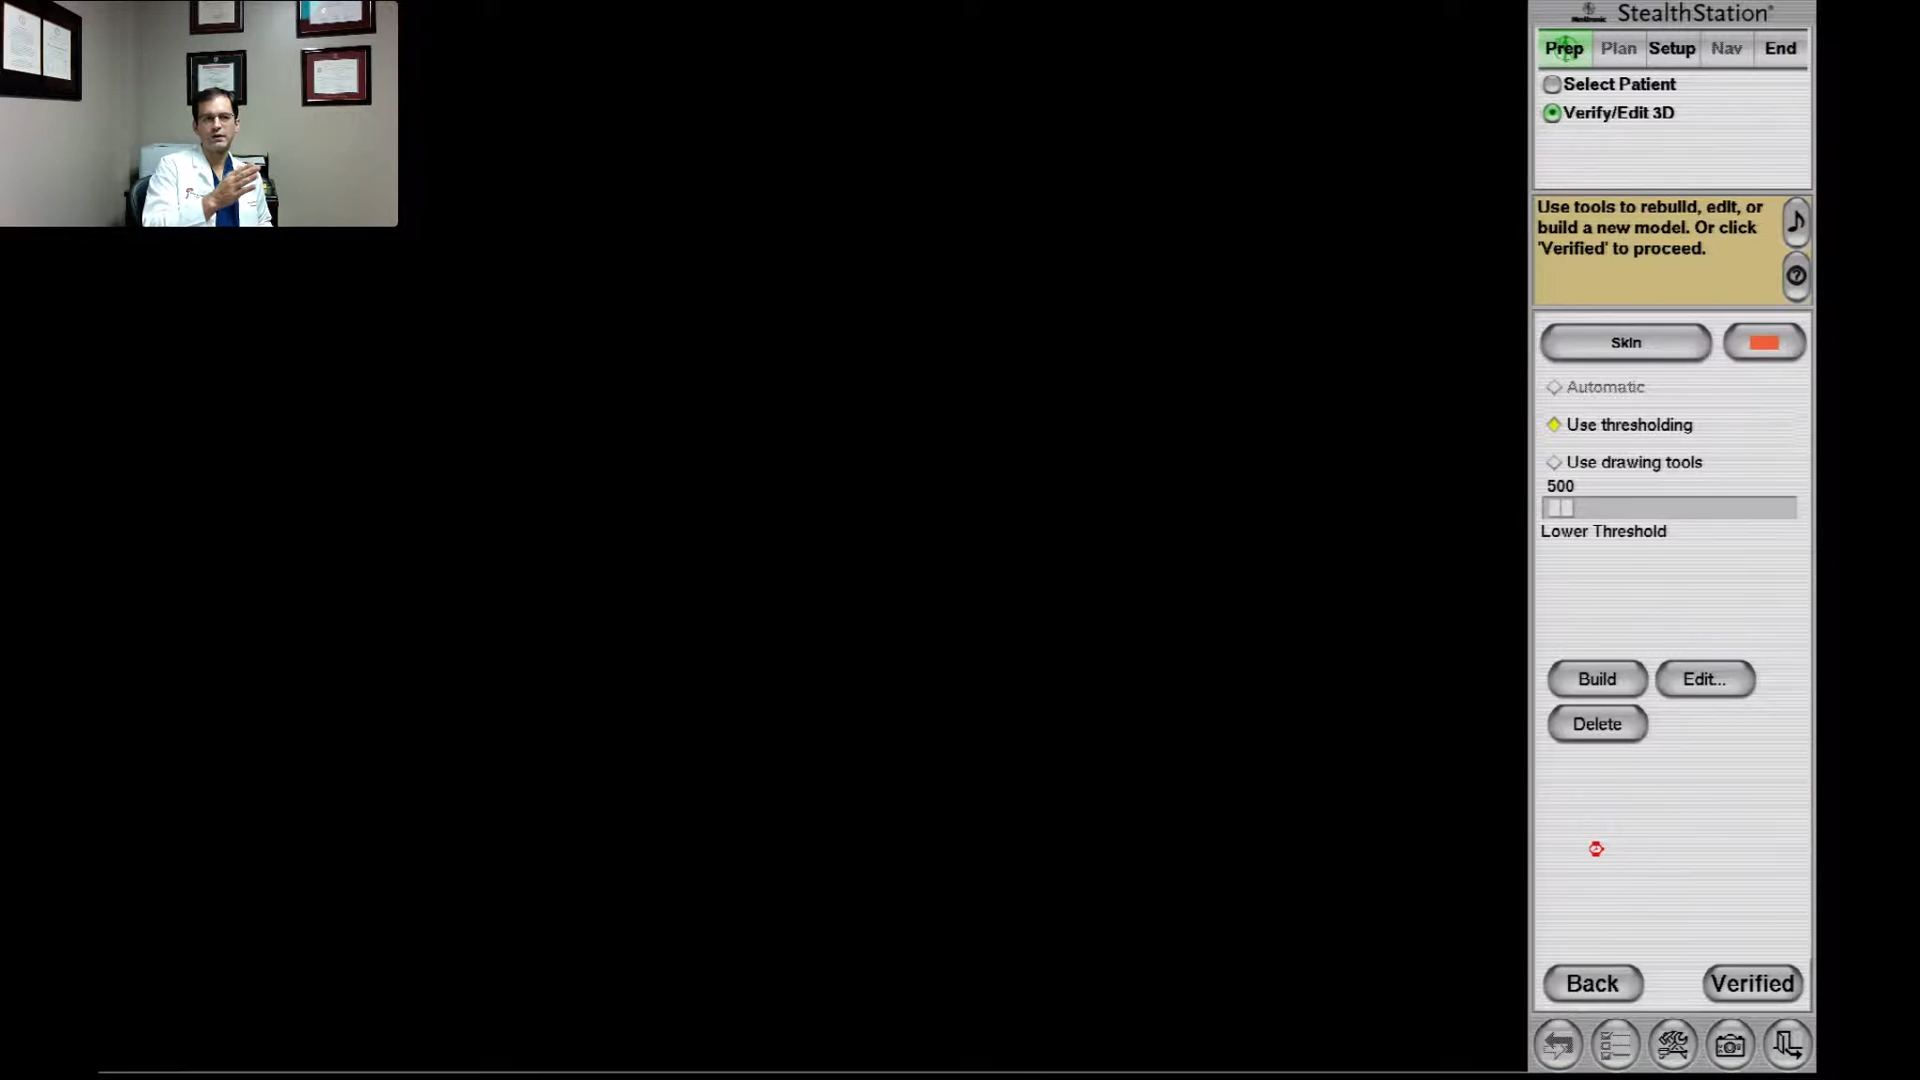 Medtronic StealthStation®
Prep Plan Setup Nav End
Select Patient
Verify/Edit 3D
Use tools to rebuild, edit, or
build a new model. Or click
'Verified' to proceed.
Skin
Automatic
Use thresholding
Use drawing tools
500
Lower Threshold
Build Edit...
Delete
Back Verified